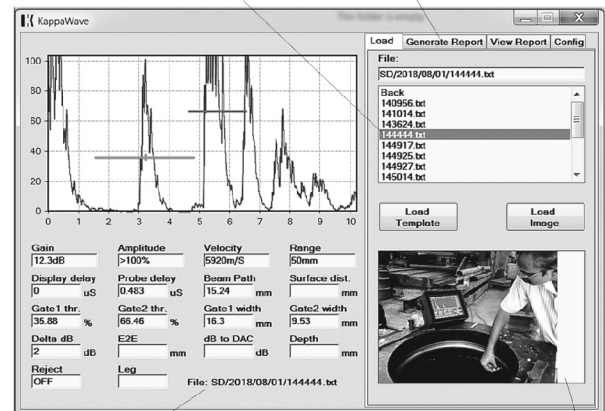 KappaWave
Load Generate Report View Report Config
File:
SD/2018/08/01/144444.txt
Back
140956.txt
141014.txt
143624.txt
144444.txt
144917.txt
144925.txt
144927.txt
145014.txt
Load Template
Load Image
100
80
60
40
20
0
0 1 2 3 4 5 6 7 8 9 10
Gain Amplitude Velocity Range
12.3dB >100% 5920m/S 50mm
Display delay Probe delay Beam Path Surface dist.
0 uS 0.483 uS 15.24 mm mm
Gate1 thr. Gate2 thr. Gate1 width Gate2 width
35.88 % 66.46 % 16.3 mm 9.53 mm
Delta dB E2E dB to DAC Depth
2 dB mm dB mm
Reject Leg
OFF File: SD/2018/08/01/144444.txt